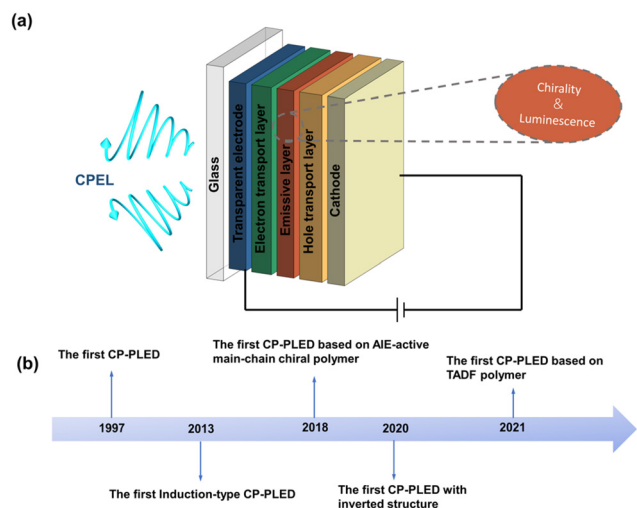 (a)
CPEL
Glass
Transparent electrode
Electron transport layer
Emissive layer
Hole transport layer
Cathode
Chirality
&
Luminescence
(b)
The first CP-PLED
The first CP-PLED based on AIE-active
main-chain chiral polymer
The first CP-PLED based on
TADF polymer
1997
2013
2018
2020
2021
The first Induction-type CP-PLED
The first CP-PLED with
inverted structure